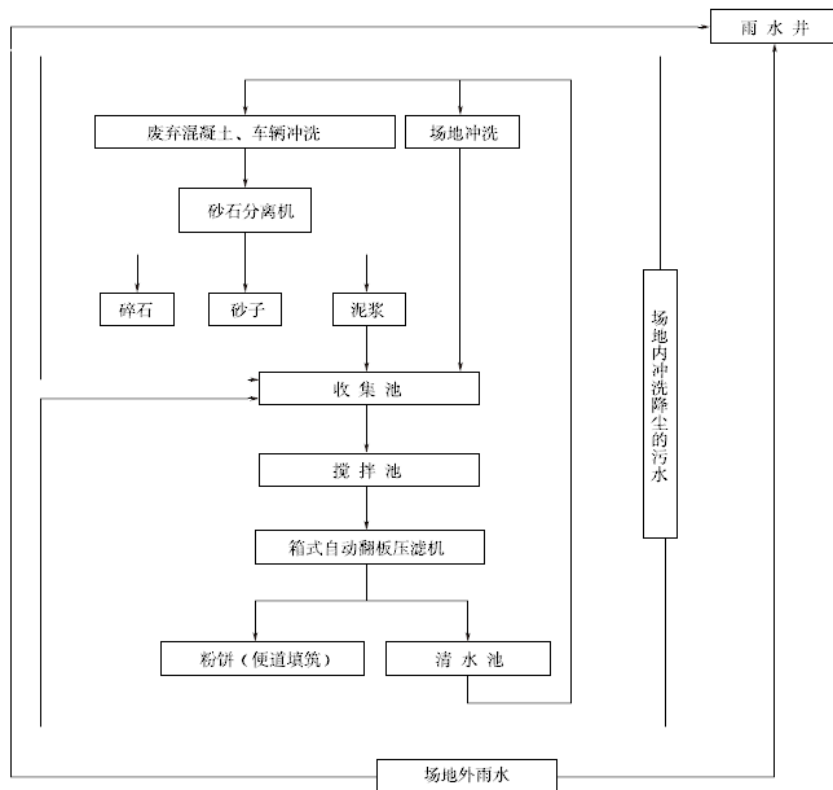 雨水井
废弃混凝土、车辆冲洗
场地冲洗
砂石分离机
碎石
砂子
泥浆
收集池
搅拌池
箱式自动翻板压滤机
粉饼（便道填筑）
清水池
场地内冲洗降尘的污水
场地外雨水